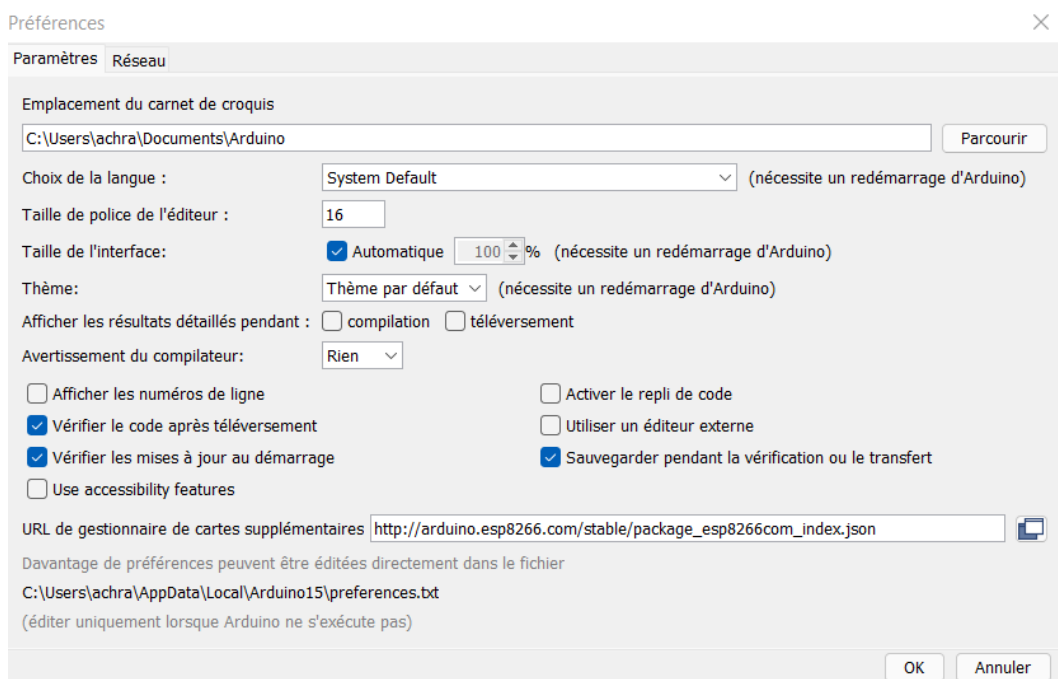 Préférences
Paramètres Réseau
Emplacement du carnet de croquis
C:\Users\achra\Documents\Arduino Parcourir
Choix de la langue : System Default (nécessite un redémarrage d'Arduino)
Taille de police de l'éditeur : 16
Taille de l'interface: Automatique 100 % (nécessite un redémarrage d'Arduino)
Thème: Thème par défaut (nécessite un redémarrage d'Arduino)
Afficher les résultats détaillés pendant : compilation téléversement
Avertissement du compilateur: Rien
Afficher les numéros de ligne Activer le repli de code
Vérifier le code après téléversement Utiliser un éditeur externe
Vérifier les mises à jour au démarrage Sauvegarder pendant la vérification ou le transfert
Use accessibility features
URL de gestionnaire de cartes supplémentaires http://arduino.esp8266.com/stable/package_esp8266com_index.json
Davantage de préférences peuvent être éditées directement dans le fichier
C:\Users\achra\AppData\Local\Arduino15\preferences.txt
(éditer uniquement lorsque Arduino ne s'exécute pas)
OK Annuler